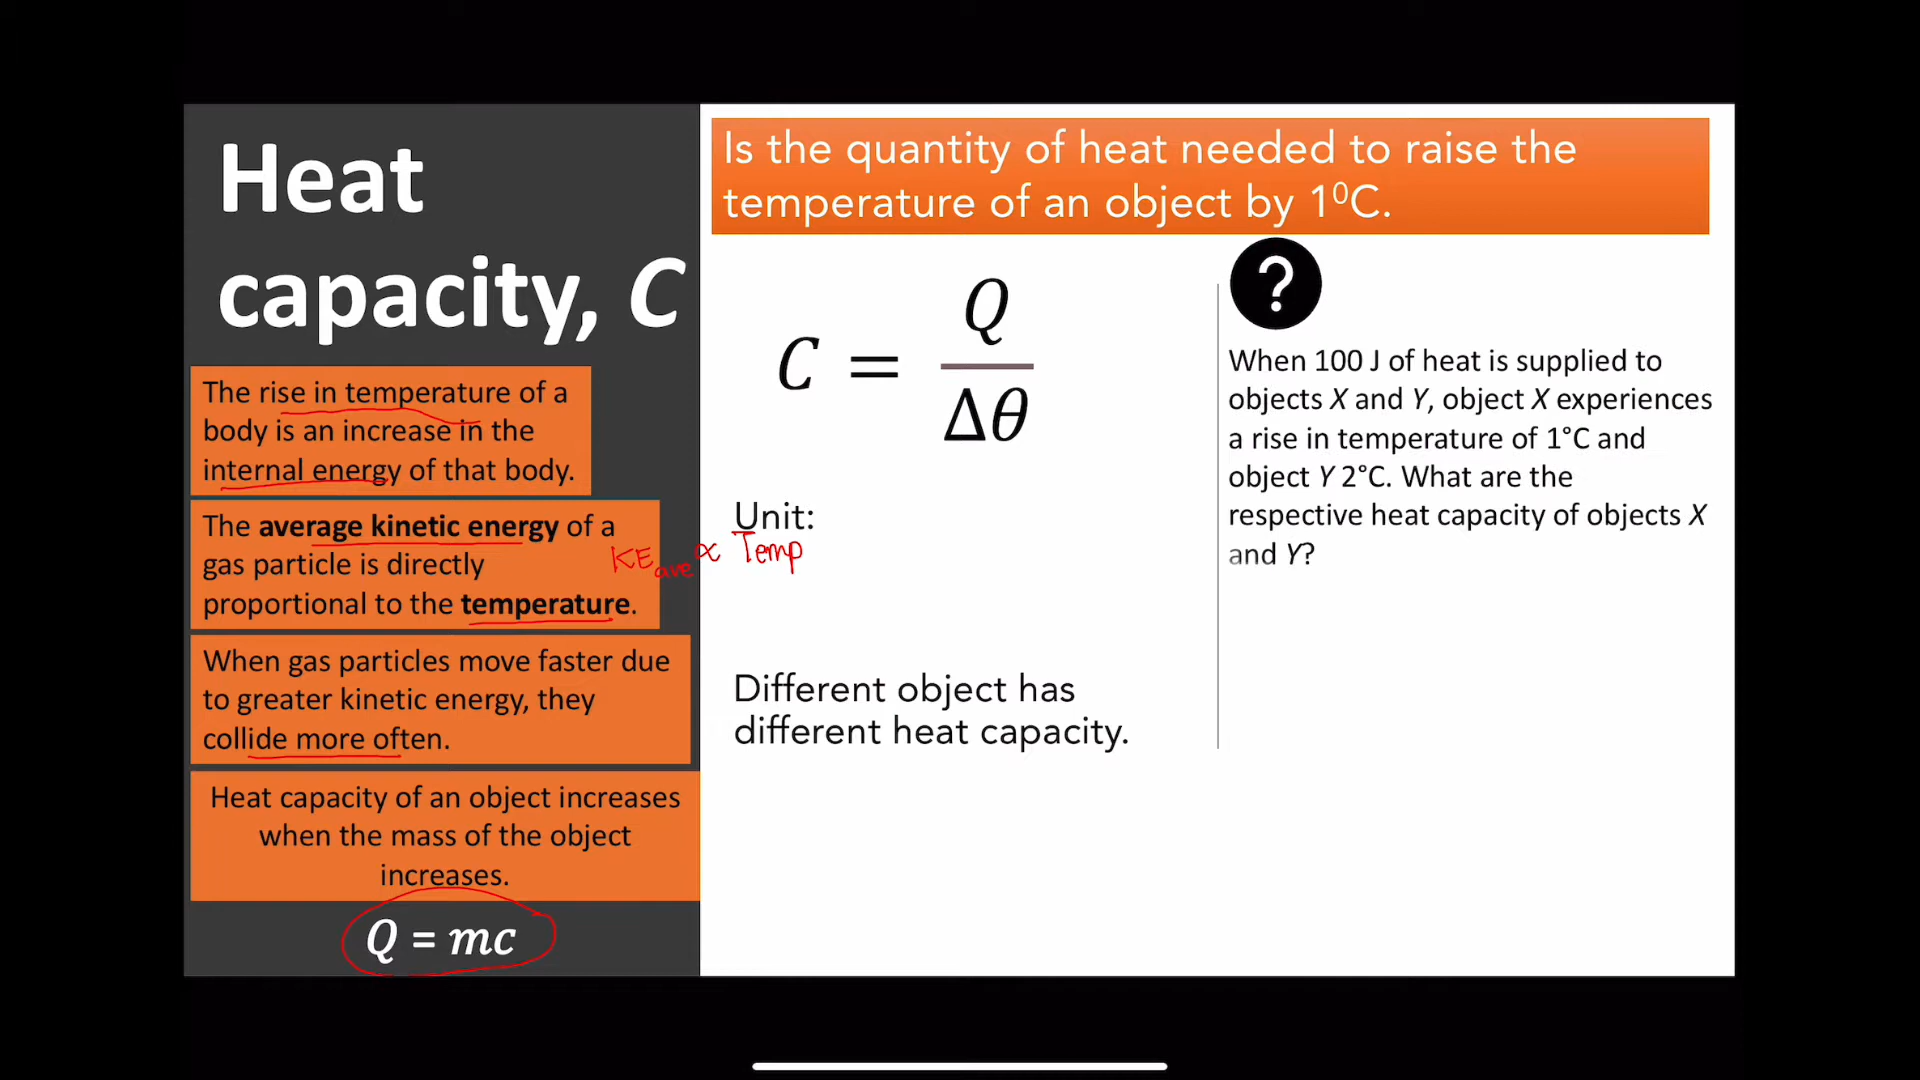 Heat
capacity, C
The rise in temperature of a
body is an increase in the
internal energy of that body.
The average kinetic energy of a
gas particle is directly
proportional to the temperature.
KEave ∝ Temp
When gas particles move faster due
to greater kinetic energy, they
collide more often.
Heat capacity of an object increases
when the mass of the object
increases.
Q = mc
Is the quantity of heat needed to raise the
temperature of an object by 1⁰C.
C = Q/Δθ
Unit:
Different object has
different heat capacity.
?
When 100 J of heat is supplied to
objects X and Y, object X experiences
a rise in temperature of 1°C and
object Y 2°C. What are the
respective heat capacity of objects X
and Y?